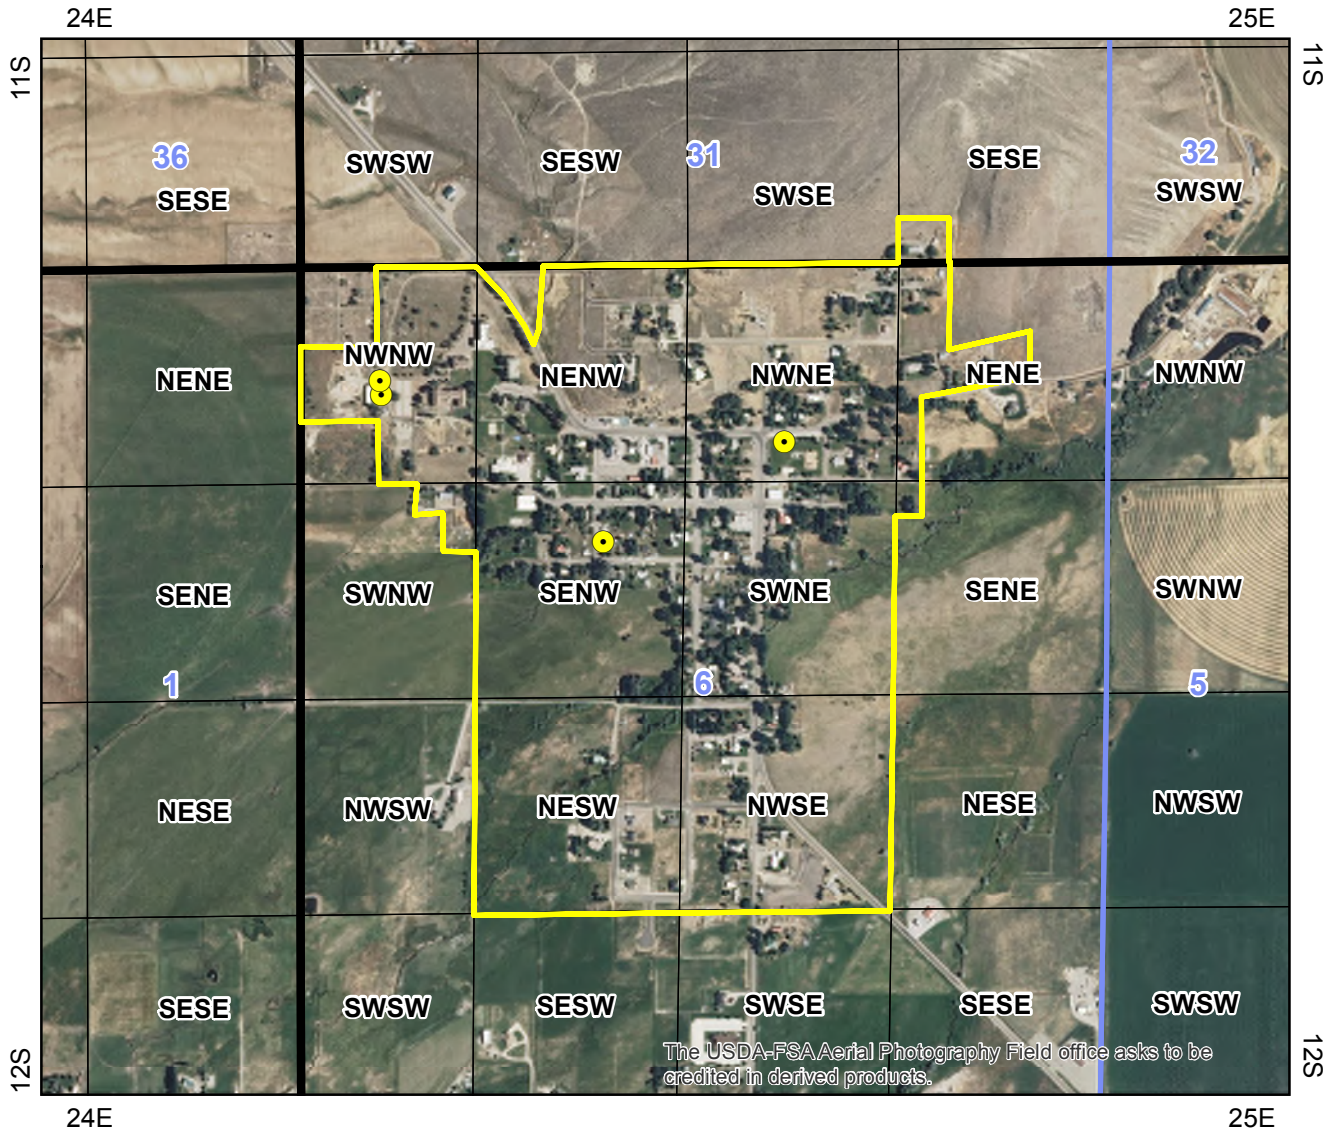 24E 25E
11S 11S
36 31 32
SWSW SESW SESE
SESE SWSE SWSW
NWNW
NENE NENW NWNE NENE NWNW
SENE SWNW SENW SWNE SENE SWNW
1 6 5
NESE NWSW NESW NWSE NESE NWSW
SESE SWSW SESW SWSE SESE SWSW
The USDA-FSA Aerial Photography Field office asks to be
credited in derived products.
12S 12S
24E 25E